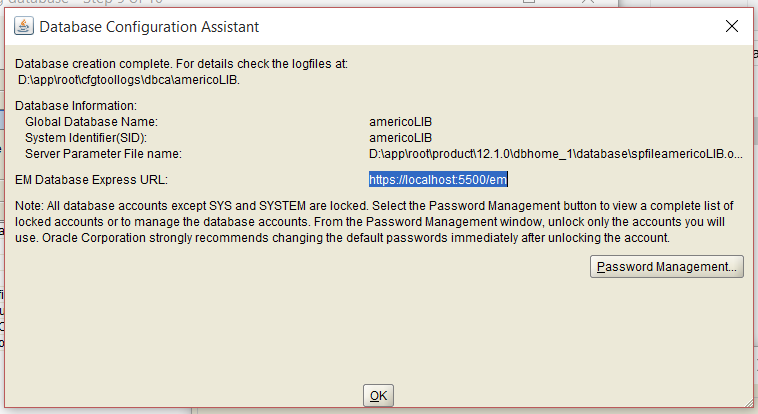 Database Configuration Assistant
Database creation complete. For details check the logfiles at:
D:\app\root\cfgtoollogs\dbca\americoLIB.
Database Information:
Global Database Name: americoLIB
System Identifier(SID): americoLIB
Server Parameter File name: D:\app\root\product\12.1.0\dbhome_1\database\spfileamericoLIB.o...
EM Database Express URL: https://localhost:5500/em
Note: All database accounts except SYS and SYSTEM are locked. Select the Password Management button to view a complete list of
locked accounts or to manage the database accounts. From the Password Management window, unlock only the accounts you will
use. Oracle Corporation strongly recommends changing the default passwords immediately after unlocking the account.
Password Management...
OK